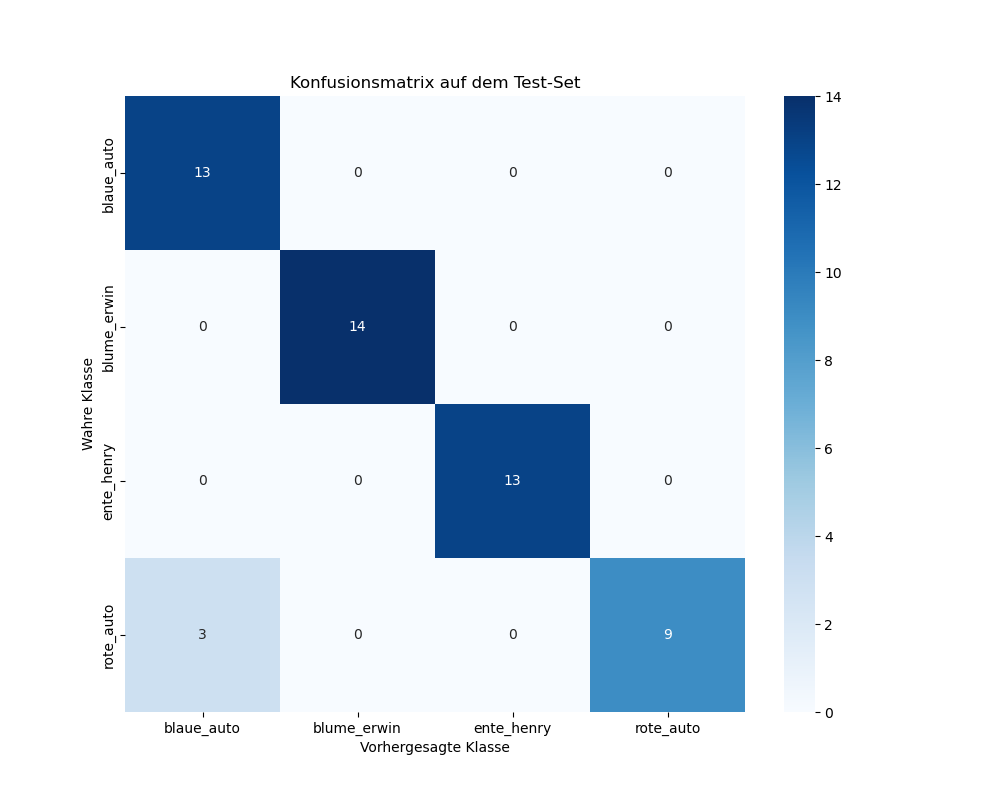 Konfusionsmatrix auf dem Test-Set
Wahre Klasse
blaue_auto
13 0 0 0
blume_erwin
0 14 0 0
ente_henry
0 0 13 0
rote_auto
3 0 0 9
blaue_auto blume_erwin ente_henry rote_auto
Vorhergesagte Klasse
14
12
10
8
6
4
2
0